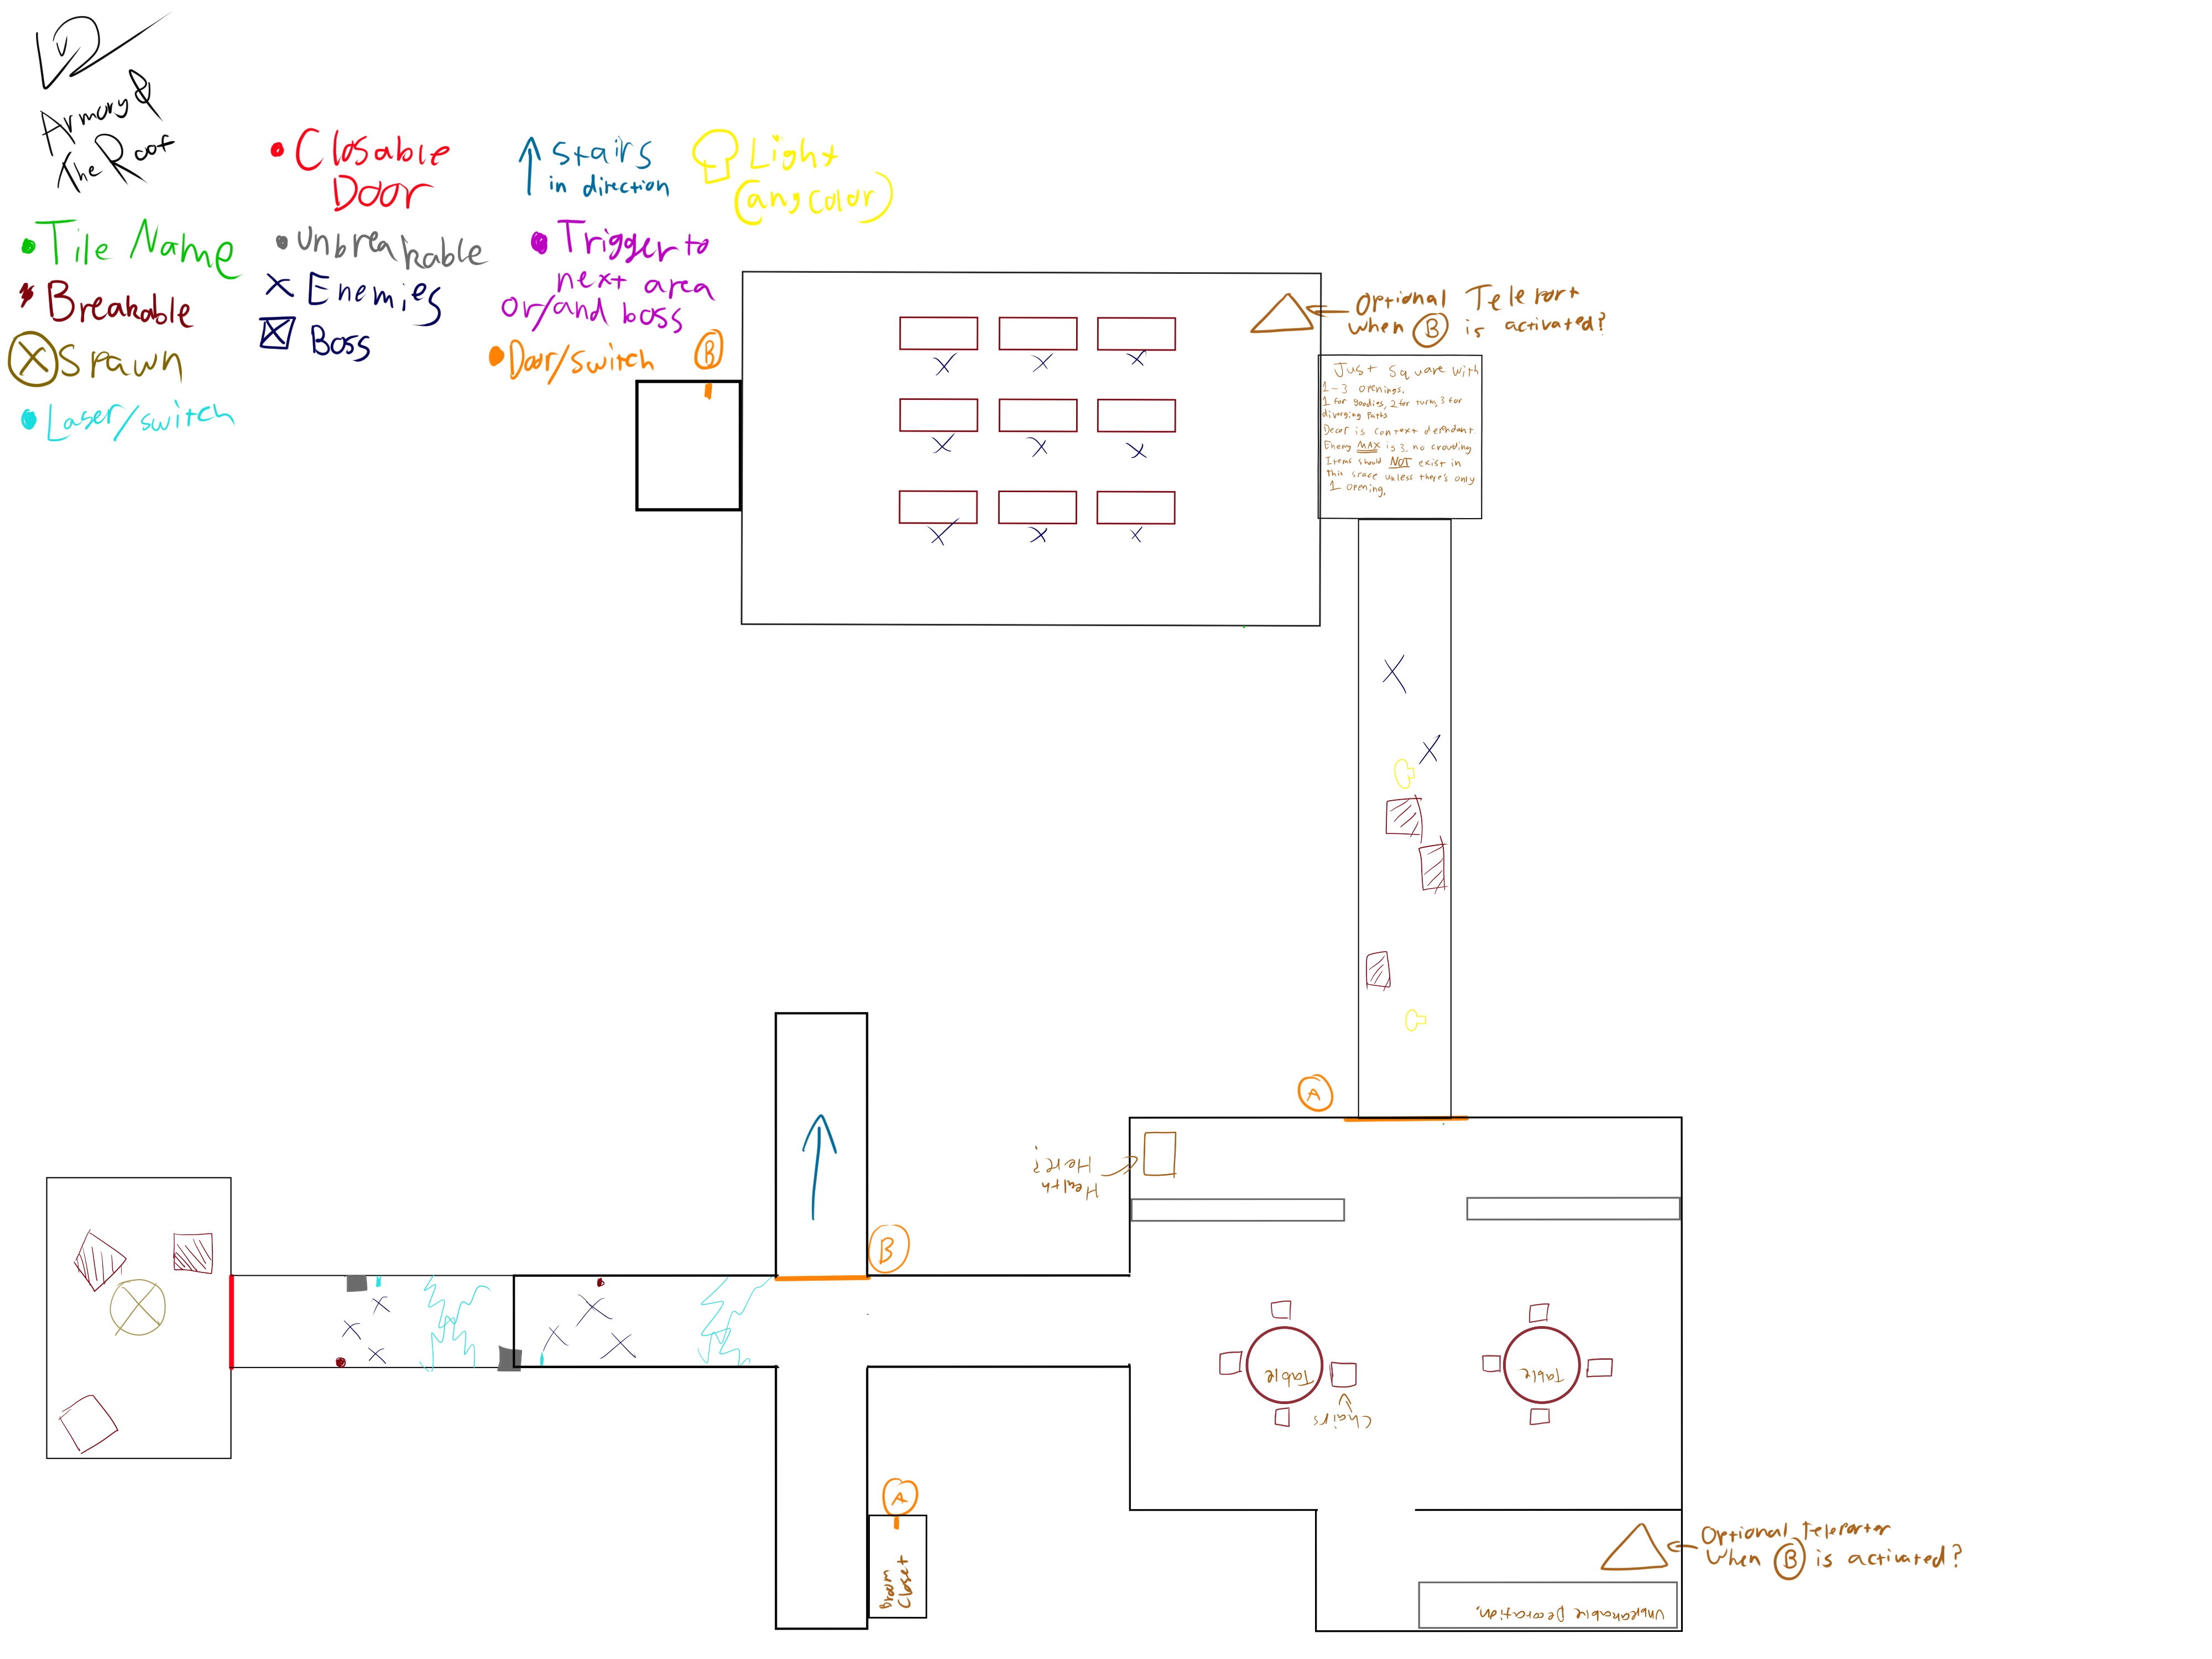 Armory &
The Roof
Closable
Door
Stairs
in direction
Light
(any color)
Tile Name
Unbreakable
Trigger to
next area
or/and boss
Breakable
X Enemies
Boss
Spawn
Door/switch
B
Laser/switch
Optional Teleport
when B is activated?
Just Square with
1-3 openings.
1 for goodies, 2 for turn, 3 for
diverging Paths
Decor is context dependant
Enemy MAX is 3. no crowding
Items should NOT exist in
this space unless there's only
1 opening.
A
Health
Here?
B
Table
Chairs
Table
A
Broom
Closet
Optional Teleporter
When B is activated?
Unbreakable Decoration.